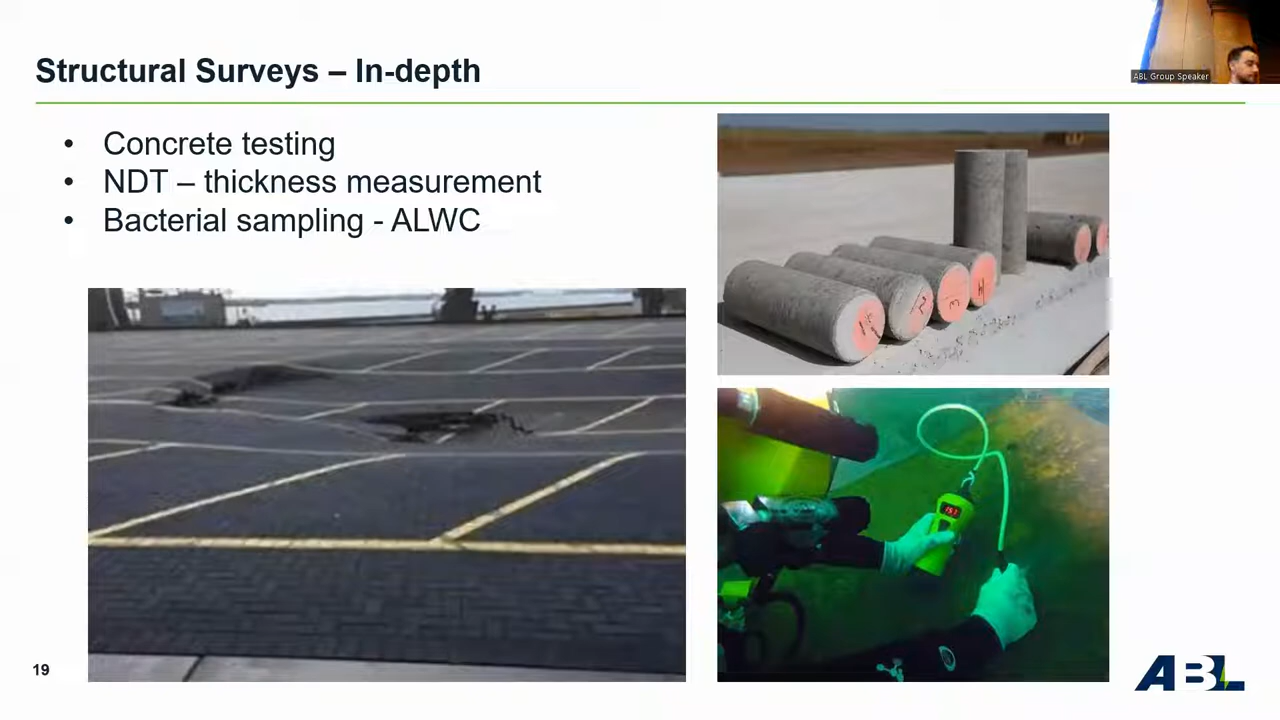 Structural Surveys – In-depth
ABL Group Speaker
• Concrete testing
• NDT – thickness measurement
• Bacterial sampling - ALWC
19
ABL